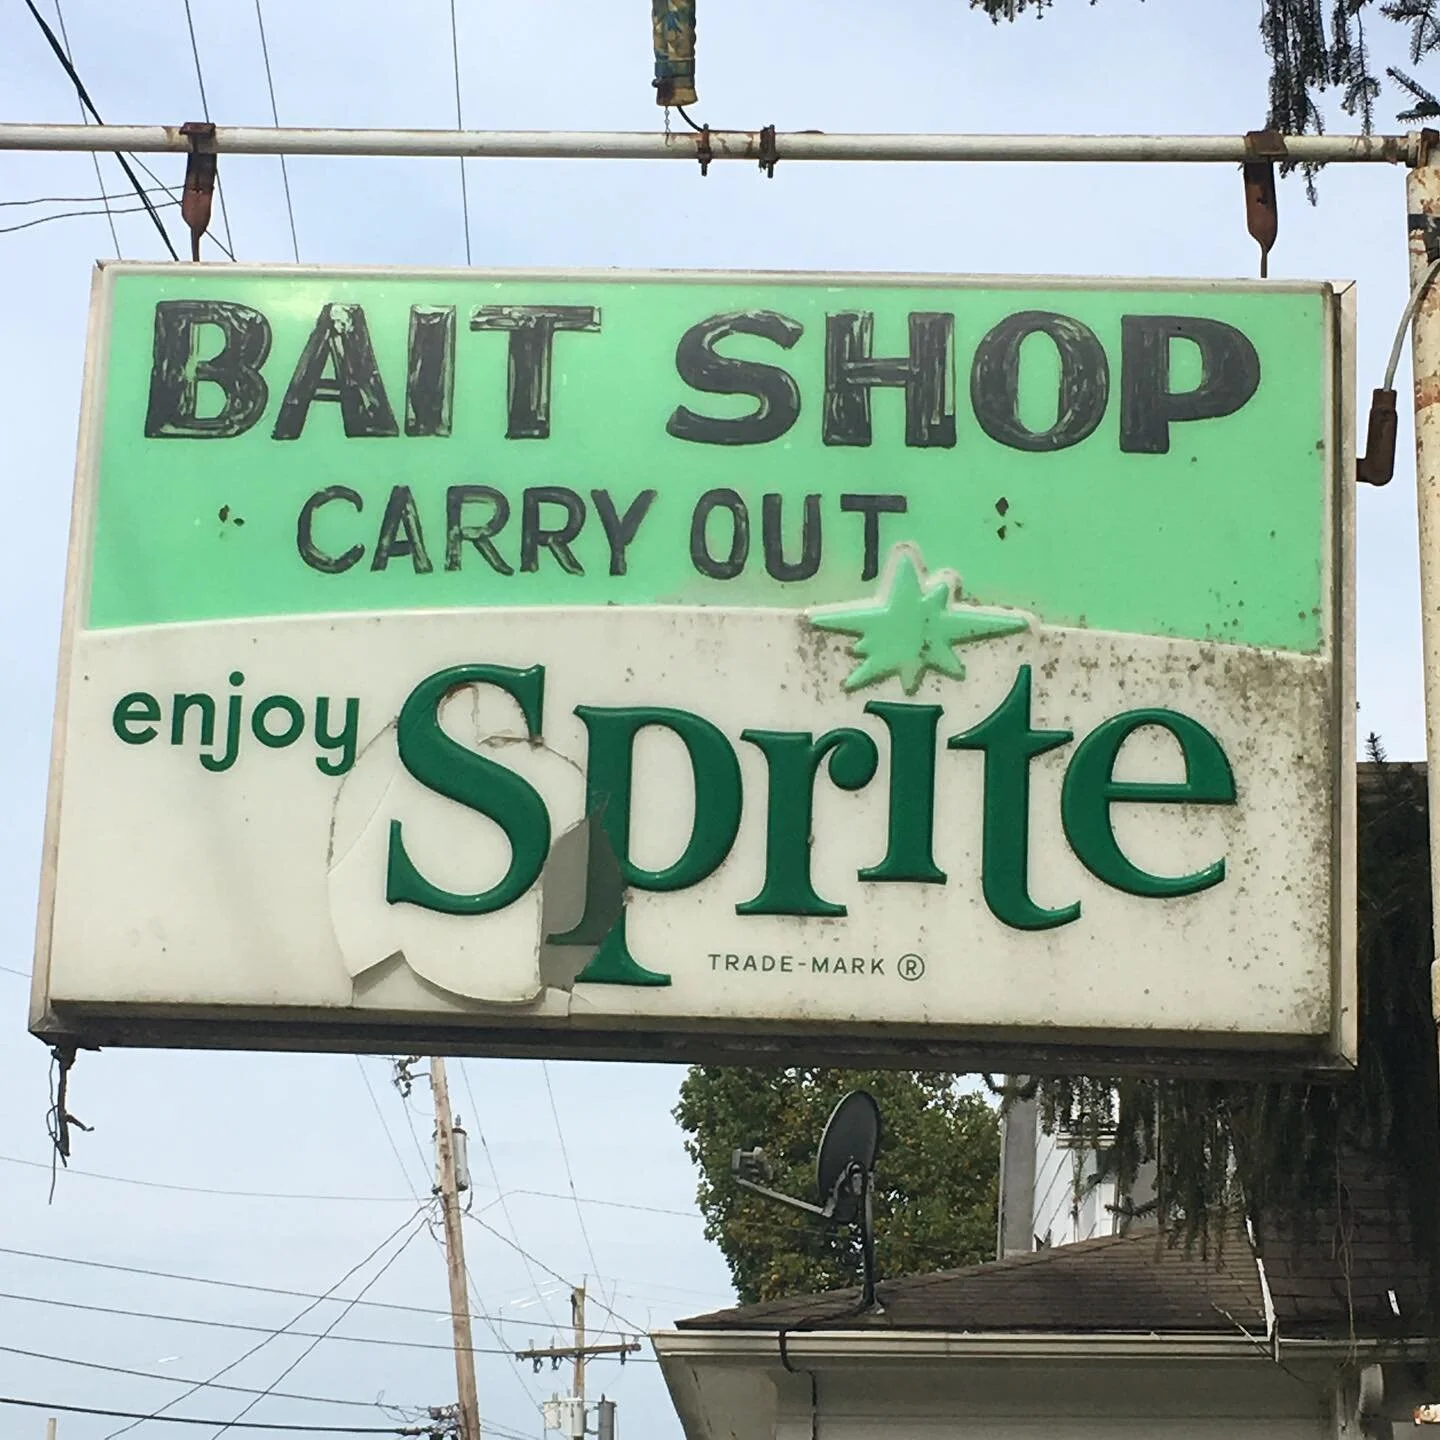 BAIT SHOP
CARRY OUT
enjoy Sprite
TRADE-MARK ®